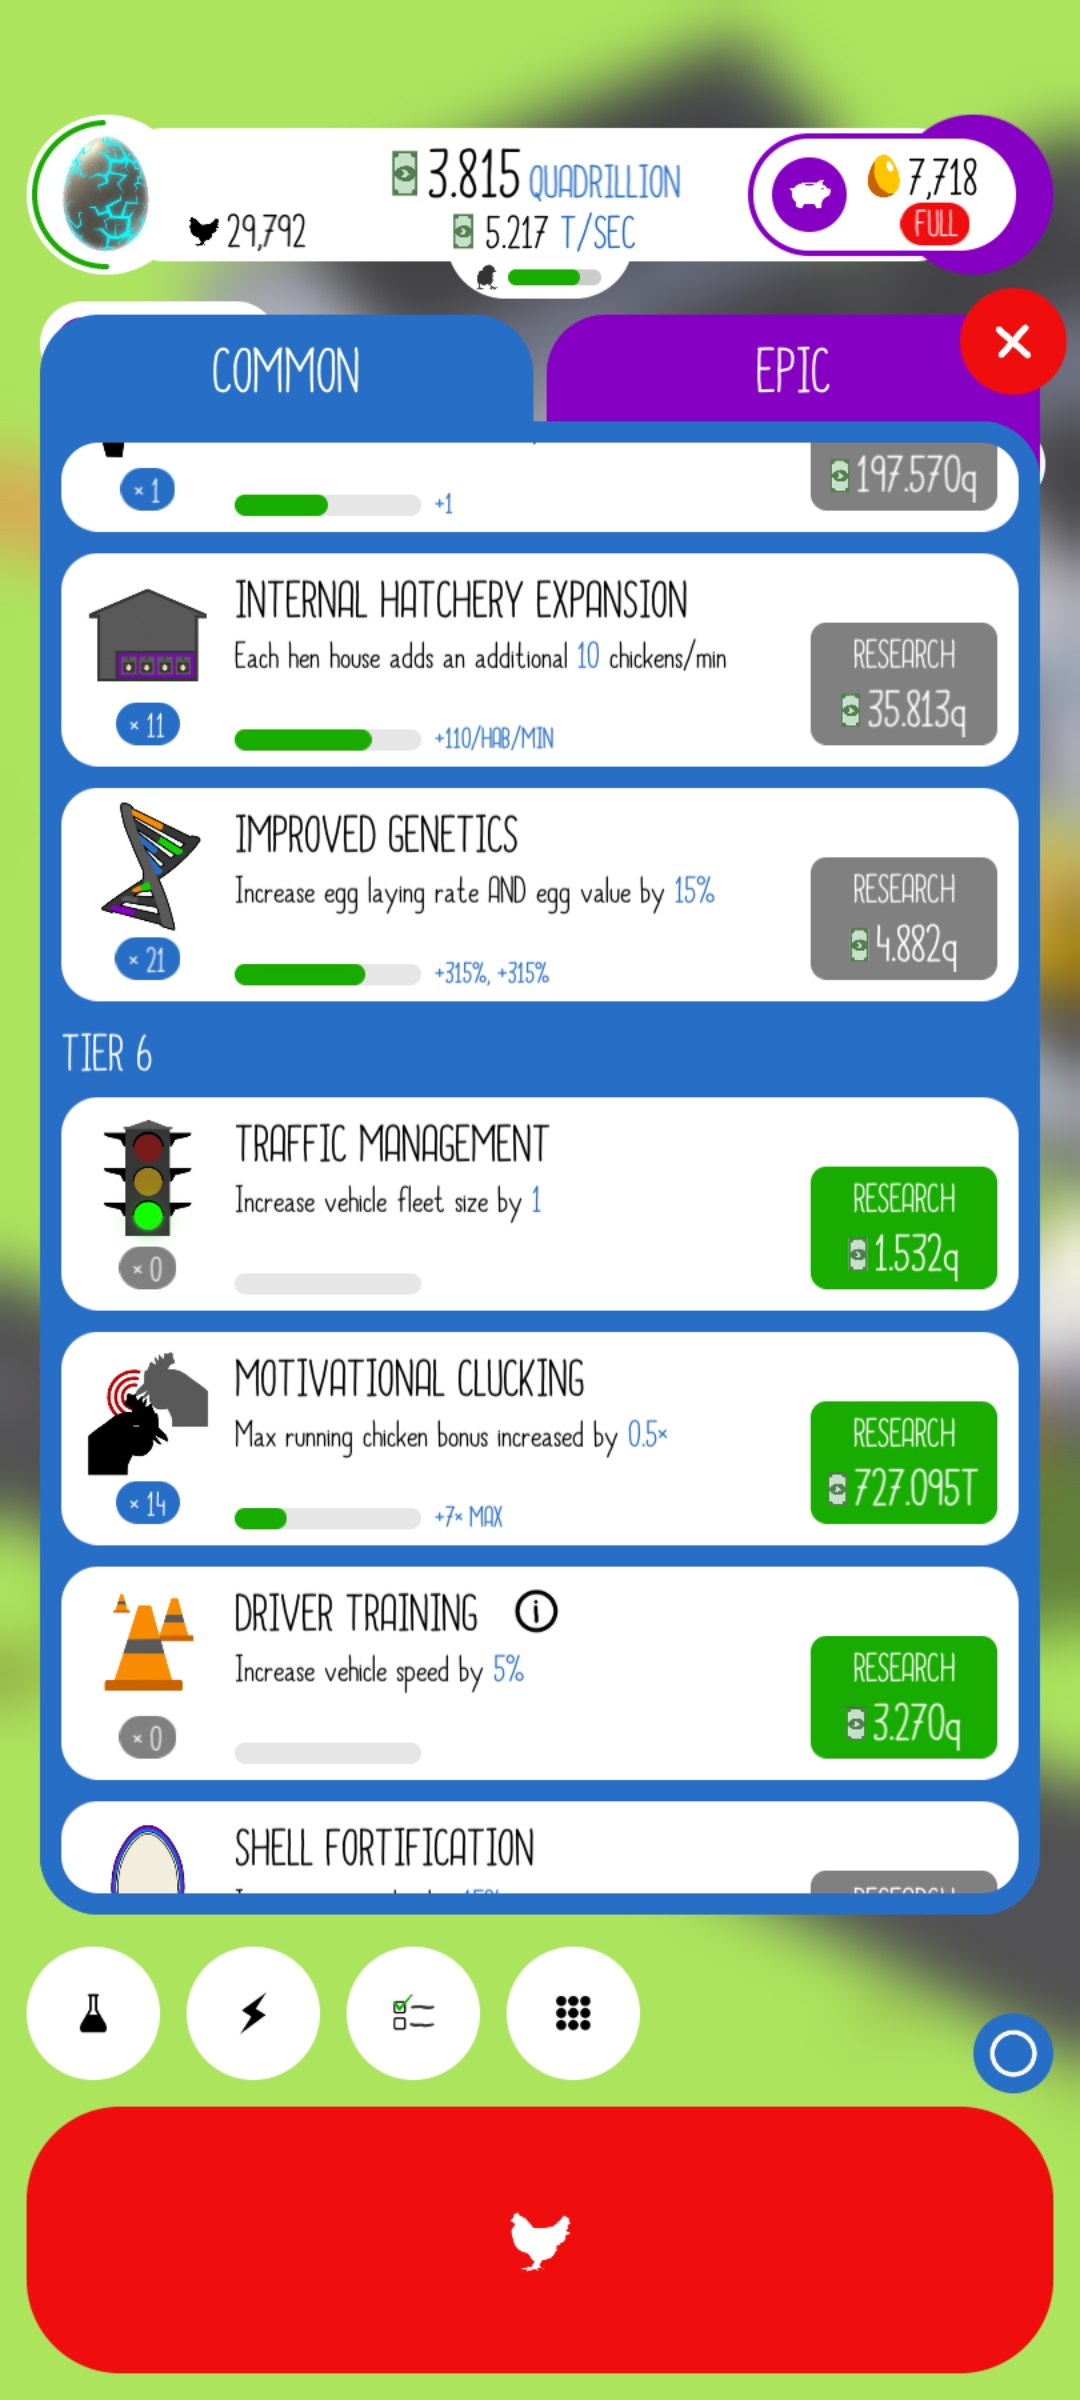 3.815 QUADRILLION
29,792
5.217 T/SEC
7,718
FULL
COMMON
EPIC
× 1
+1
197.570q
INTERNAL HATCHERY EXPANSION
Each hen house adds an additional 10 chickens/min
× 11
+110/HAB/MIN
RESEARCH
35.813q
IMPROVED GENETICS
Increase egg laying rate AND egg value by 15%
× 21
+315%, +315%
RESEARCH
4.882q
TIER 6
TRAFFIC MANAGEMENT
Increase vehicle fleet size by 1
× 0
RESEARCH
1.532q
MOTIVATIONAL CLUCKING
Max running chicken bonus increased by 0.5×
× 14
+7× MAX
RESEARCH
727.095T
DRIVER TRAINING
Increase vehicle speed by 5%
× 0
RESEARCH
3.270q
SHELL FORTIFICATION